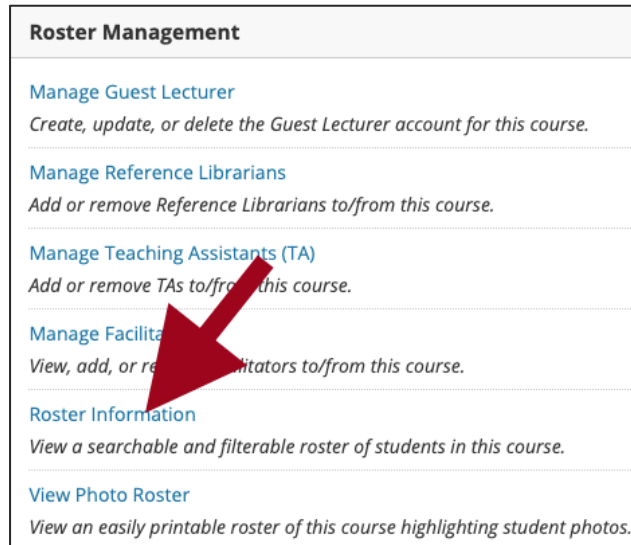 Roster Management
Manage Guest Lecturer
Create, update, or delete the Guest Lecturer account for this course.
Manage Reference Librarians
Add or remove Reference Librarians to/from this course.
Manage Teaching Assistants (TA)
Add or remove TAs to/from this course.
Manage
View, add, or to/from this course.
Roster Information
View a searchable and filterable roster of students in this course.
View Photo Roster
View an easily printable roster of this course highlighting student photos.